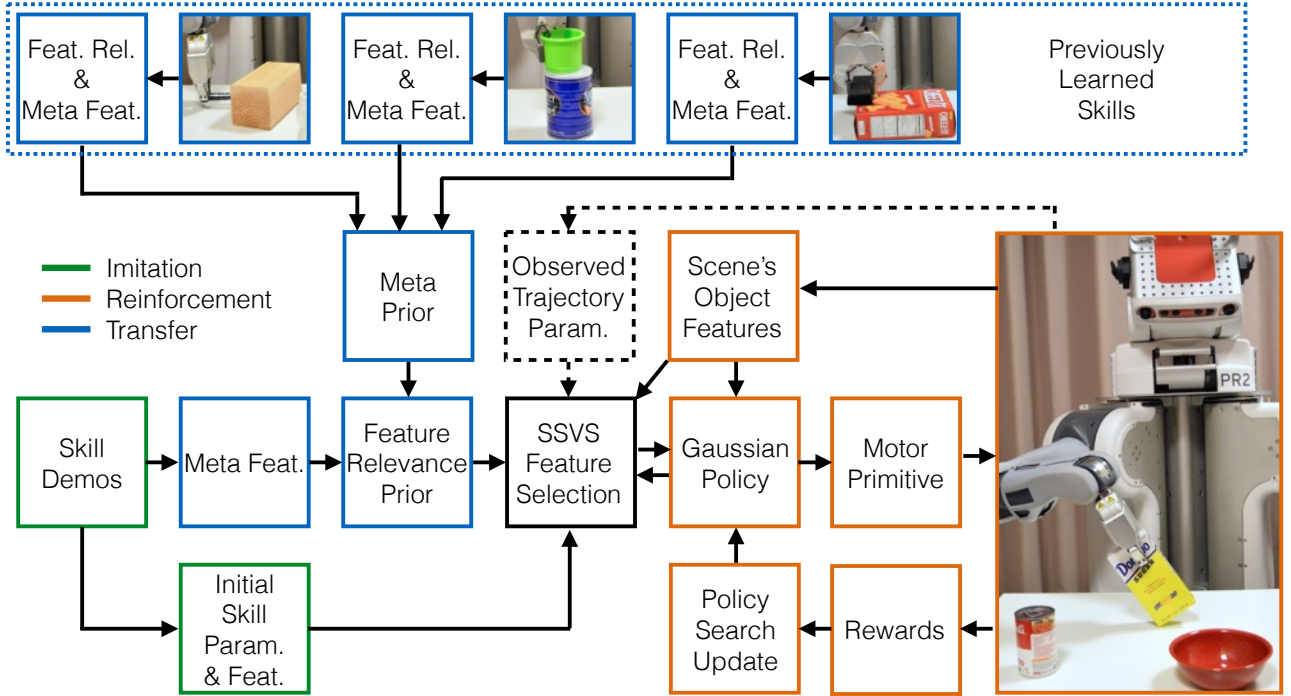 Feat. Rel.
&
Meta Feat.
Feat. Rel.
&
Meta Feat.
Feat. Rel.
&
Meta Feat.
Previously
Learned
Skills
Imitation
Reinforcement
Transfer
Meta
Prior
Observed
Trajectory
Param.
Scene's
Object
Features
Skill
Demos
Meta Feat.
Feature
Relevance
Prior
SSVS
Feature
Selection
Gaussian
Policy
Motor
Primitive
Initial
Skill
Param.
& Feat.
Policy
Search
Update
Rewards
PR2
SUGAR